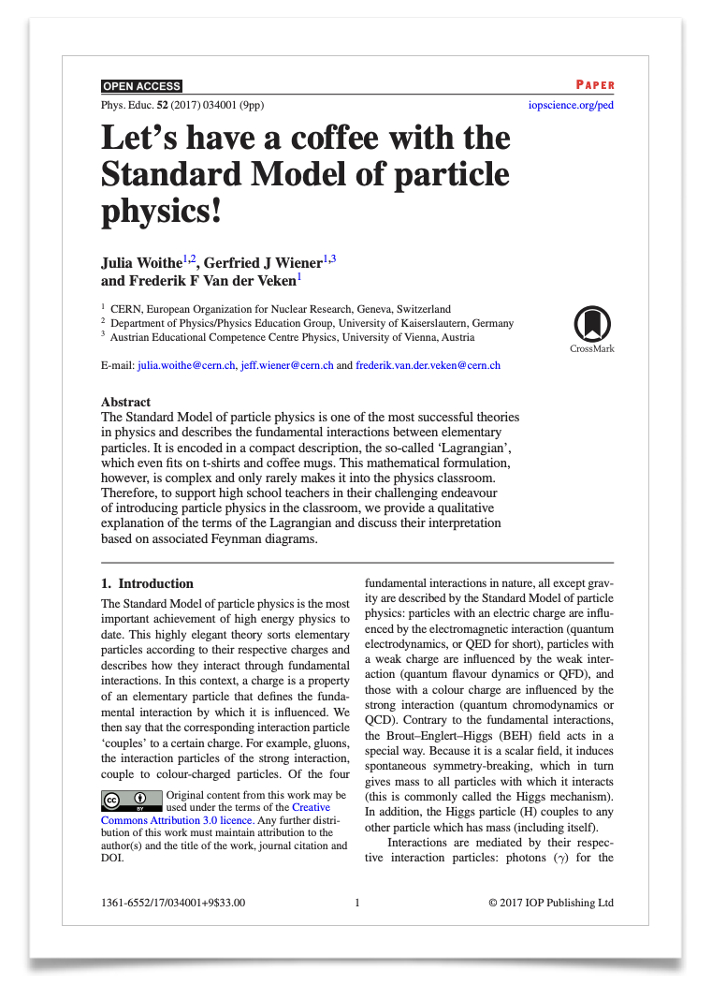 OPEN ACCESS
PAPER
Phys. Educ. 52 (2017) 034001 (9pp)
iopscience.org/ped
Let's have a coffee with the
Standard Model of particle
physics!
Julia Woithe1,2, Gerfried J Wiener1,3
and Frederik F Van der Veken1
1 CERN, European Organization for Nuclear Research, Geneva, Switzerland
2 Department of Physics/Physics Education Group, University of Kaiserslautern, Germany
3 Austrian Educational Competence Centre Physics, University of Vienna, Austria
CrossMark
E-mail: julia.woithe@cern.ch, jeff.wiener@cern.ch and frederik.van.der.veken@cern.ch
Abstract
The Standard Model of particle physics is one of the most successful theories
in physics and describes the fundamental interactions between elementary
particles. It is encoded in a compact description, the so-called 'Lagrangian',
which even fits on t-shirts and coffee mugs. This mathematical formulation,
however, is complex and only rarely makes it into the physics classroom.
Therefore, to support high school teachers in their challenging endeavour
of introducing particle physics in the classroom, we provide a qualitative
explanation of the terms of the Lagrangian and discuss their interpretation
based on associated Feynman diagrams.
1. Introduction
The Standard Model of particle physics is the most
important achievement of high energy physics to
date. This highly elegant theory sorts elementary
particles according to their respective charges and
describes how they interact through fundamental
interactions. In this context, a charge is a property
of an elementary particle that defines the funda-
mental interaction by which it is influenced. We
then say that the corresponding interaction particle
'couples' to a certain charge. For example, gluons,
the interaction particles of the strong interaction,
couple to colour-charged particles. Of the four
cc BY
Original content from this work may be
used under the terms of the Creative
Commons Attribution 3.0 licence. Any further distri-
bution of this work must maintain attribution to the
author(s) and the title of the work, journal citation and
DOI.
fundamental interactions in nature, all except grav-
ity are described by the Standard Model of particle
physics: particles with an electric charge are influ-
enced by the electromagnetic interaction (quantum
electrodynamics, or QED for short), particles with
a weak charge are influenced by the weak inter-
action (quantum flavour dynamics or QFD), and
those with a colour charge are influenced by the
strong interaction (quantum chromodynamics or
QCD). Contrary to the fundamental interactions,
the Brout–Englert–Higgs (BEH) field acts in a
special way. Because it is a scalar field, it induces
spontaneous symmetry-breaking, which in turn
gives mass to all particles with which it interacts
(this is commonly called the Higgs mechanism).
In addition, the Higgs particle (H) couples to any
other particle which has mass (including itself).
Interactions are mediated by their respec-
tive interaction particles: photons (γ) for the
1361-6552/17/034001+9$33.00
1
© 2017 IOP Publishing Ltd